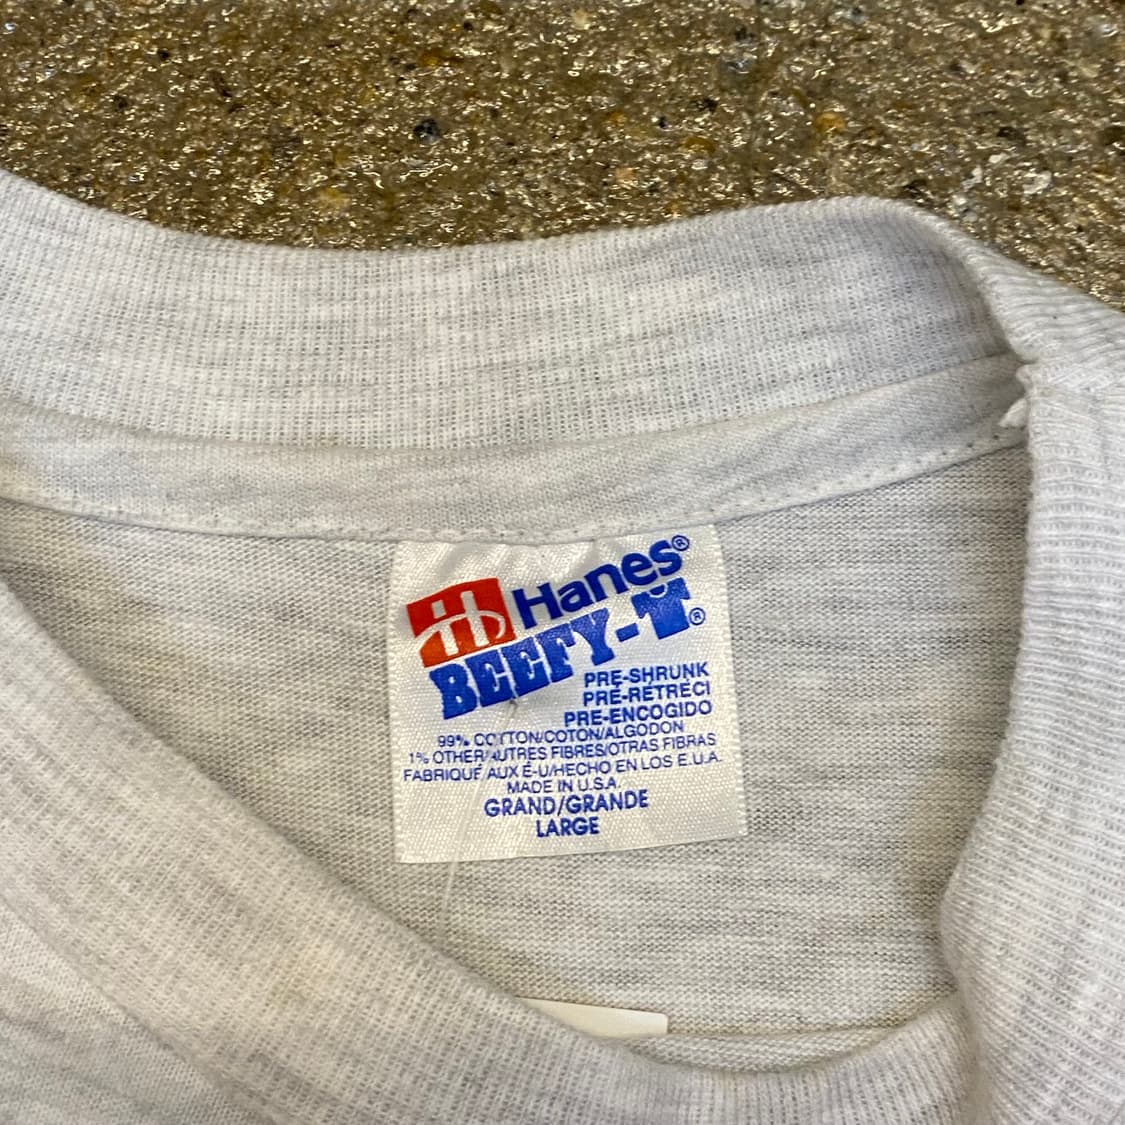 Hanes®
BEEFY-T®
PRE-SHRUNK
PRÉ-RÉTRÉCI
PRE-ENCOGIDO
99% COTTON/COTON/ALGODON
1% OTHER/AUTRES FIBRES/OTRAS FIBRAS
FABRIQUÉ AUX É-U/HECHO EN LOS E.U.A.
MADE IN U.S.A.
GRAND/GRANDE
LARGE